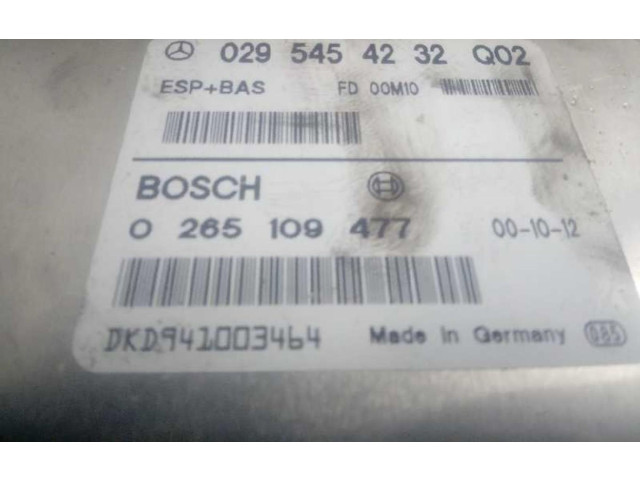 029 545 42 32 Q02
ESP+BAS FD 00M10
BOSCH
0 265 109 477 00-10-12
DKD941003464 Made in Germany 085